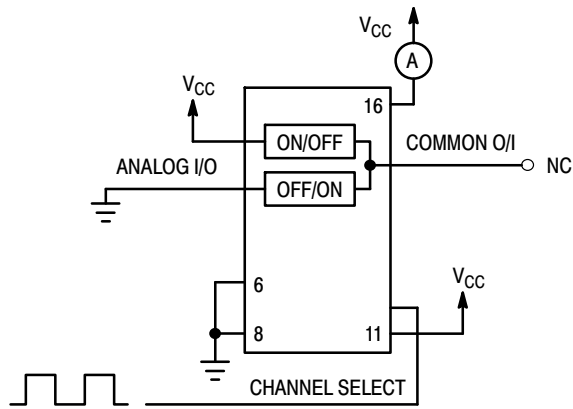 VCC
A
VCC
16
ON/OFF
COMMON O/I
NC
ANALOG I/O
OFF/ON
VCC
6
8
11
CHANNEL SELECT